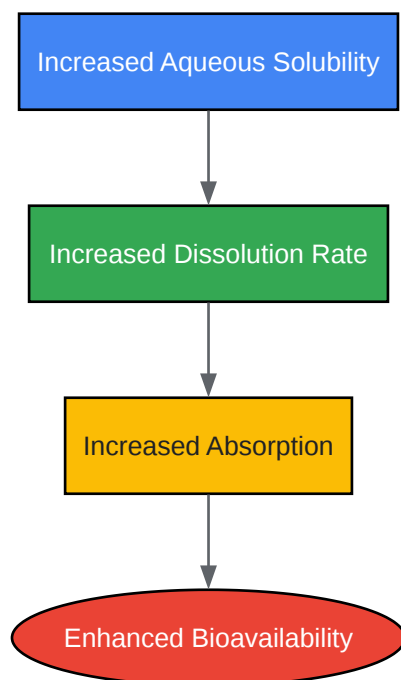 Increased Aqueous Solubility
Increased Dissolution Rate
Increased Absorption
Enhanced Bioavailability